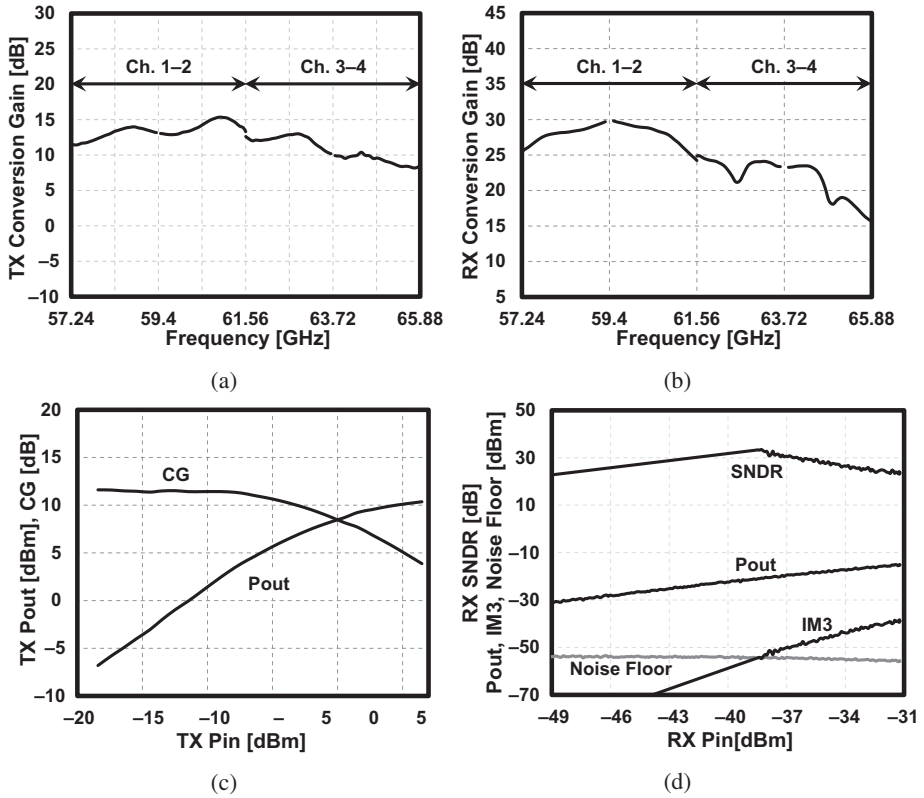 30
25
20
15
10
5
0
–5
–10
TX Conversion Gain [dB]
Ch. 1–2
Ch. 3–4
57.24
59.4
61.56
63.72
65.88
Frequency [GHz]
(a)
45
40
35
30
25
20
15
10
5
RX Conversion Gain [dB]
Ch. 1–2
Ch. 3–4
57.24
59.4
61.56
63.72
65.88
Frequency [GHz]
(b)
20
15
10
5
0
–5
–10
TX Pout [dBm], CG [dB]
CG
Pout
–20
–15
–10
–
5
0
5
TX Pin [dBm]
(c)
50
30
10
–10
–30
–50
–70
RX SNDR [dB]
Pout, IM3, Noise Floor [dBm]
SNDR
Pout
IM3
Noise Floor
–49
–46
–43
–40
–37
–34
–31
RX Pin[dBm]
(d)